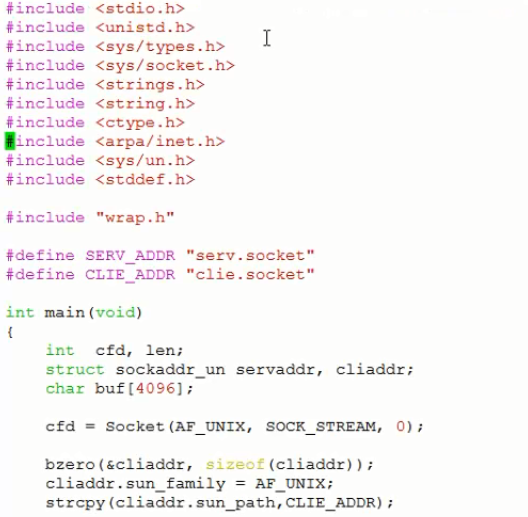 #include <stdio.h>
#include <unistd.h>
#include <sys/types.h>
#include <sys/socket.h>
#include <strings.h>
#include <string.h>
#include <ctype.h>
#include <arpa/inet.h>
#include <sys/un.h>
#include <stddef.h>

#include "wrap.h"

#define SERV_ADDR "serv.socket"
#define CLIE_ADDR "clie.socket"

int main(void)
{
    int  cfd, len;
    struct sockaddr_un servaddr, cliaddr;
    char buf[4096];

    cfd = Socket(AF_UNIX, SOCK_STREAM, 0);

    bzero(&cliaddr, sizeof(cliaddr));
    cliaddr.sun_family = AF_UNIX;
    strcpy(cliaddr.sun_path,CLIE_ADDR);